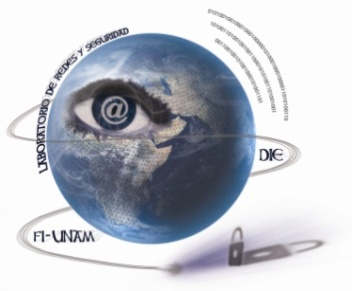 LABORATORIO DE REDES Y SEGURIDAD
@
DIE
FI-UNAM